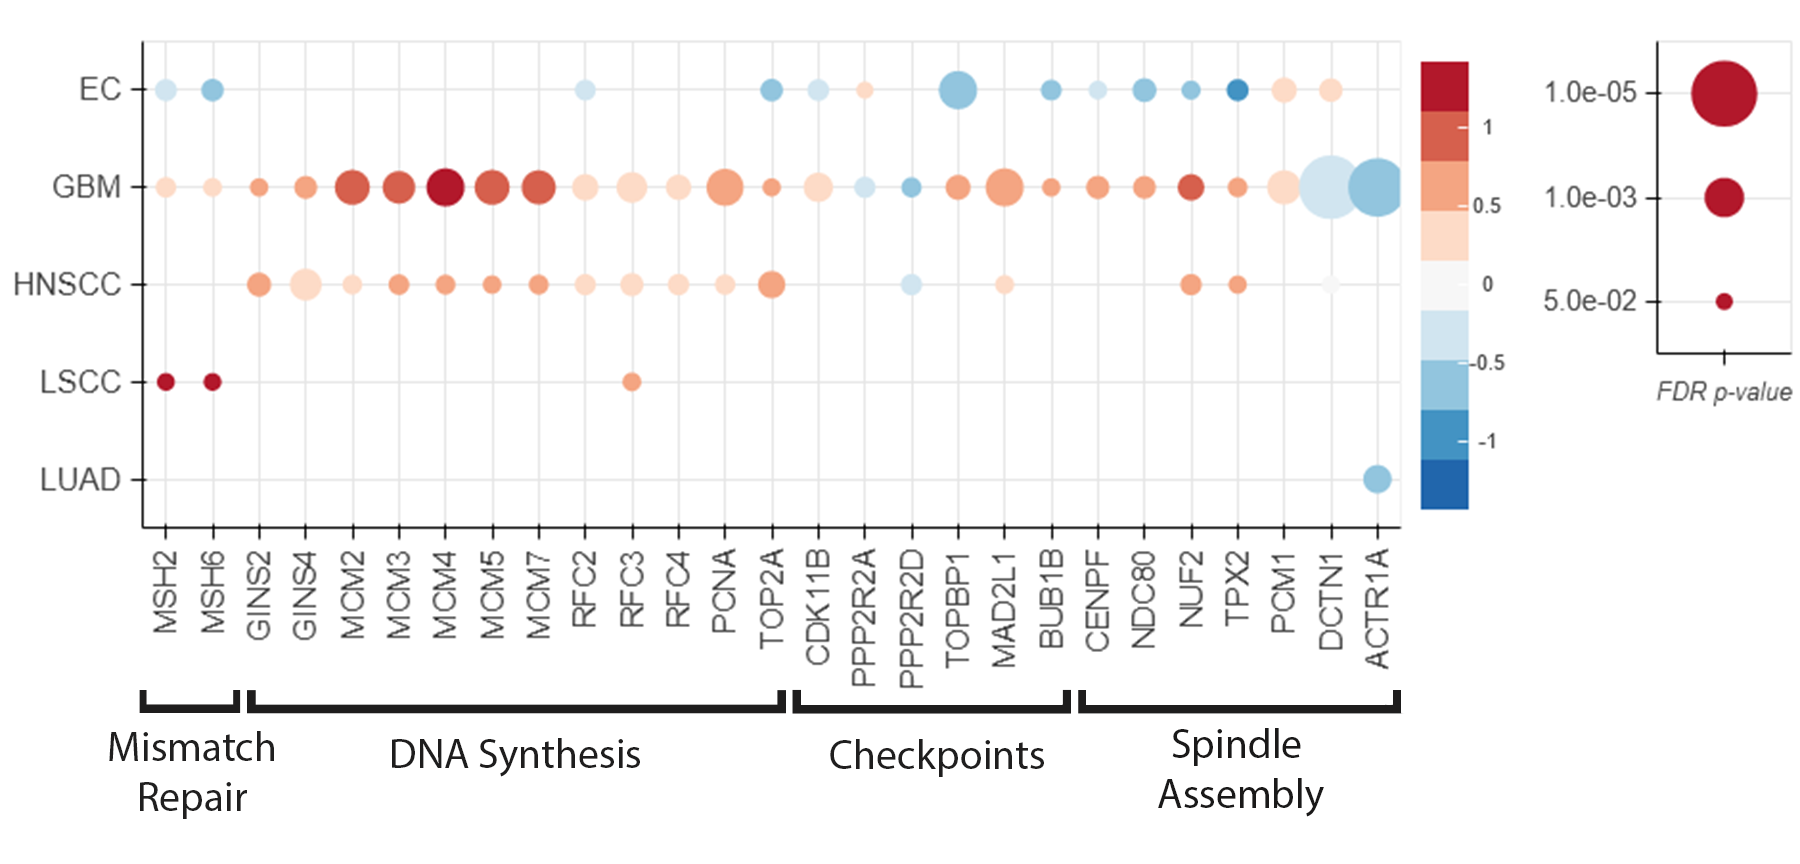 EC
GBM
HNSCC
LSCC
LUAD
MSH2
MSH6
GINS2
GINS4
MCM2
MCM3
MCM4
MCM5
MCM7
RFC2
RFC3
RFC4
PCNA
TOP2A
CDK11B
PPP2R2A
PPP2R2D
TOPBP1
MAD2L1
BUB1B
CENPF
NDC80
NUF2
TPX2
PCM1
DCTN1
ACTR1A
Mismatch
Repair
DNA Synthesis
Checkpoints
Spindle
Assembly
1
0.5
0
-0.5
-1
1.0e-05
1.0e-03
5.0e-02
FDR p-value